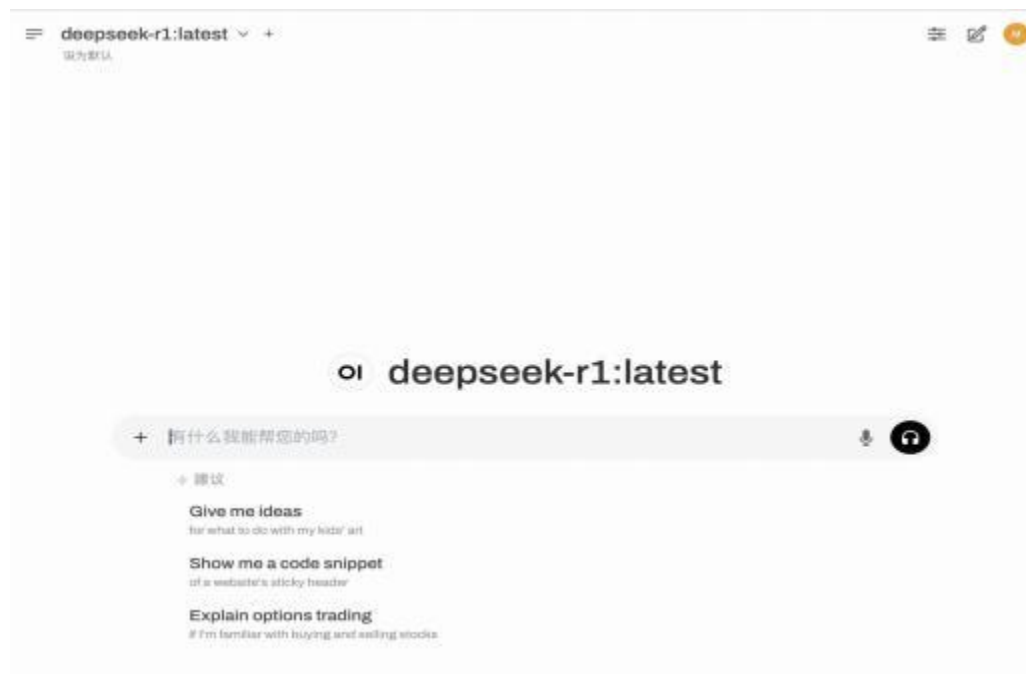 deepseek-r1:latest
设为默认
OI deepseek-r1:latest
有什么我能帮您的吗?
建议
Give me ideas
for what to do with my kids' art
Show me a code snippet
of a website's sticky header
Explain options trading
if I'm familiar with buying and selling stocks